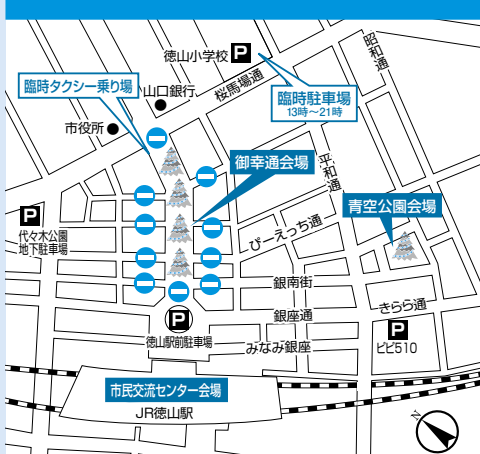 徳山小学校
P
昭和通
臨時タクシー乗り場
山口銀行
桜馬場通
臨時駐車場
13時~21時
市役所
御幸通会場
平和通
青空公園会場
P
代々木公園
地下駐車場
ぴーえっち通
銀南街
きらら通
銀座通
P
徳山駅前駐車場
みなみ銀座
P
ピピ510
市民交流センター会場
JR徳山駅
N